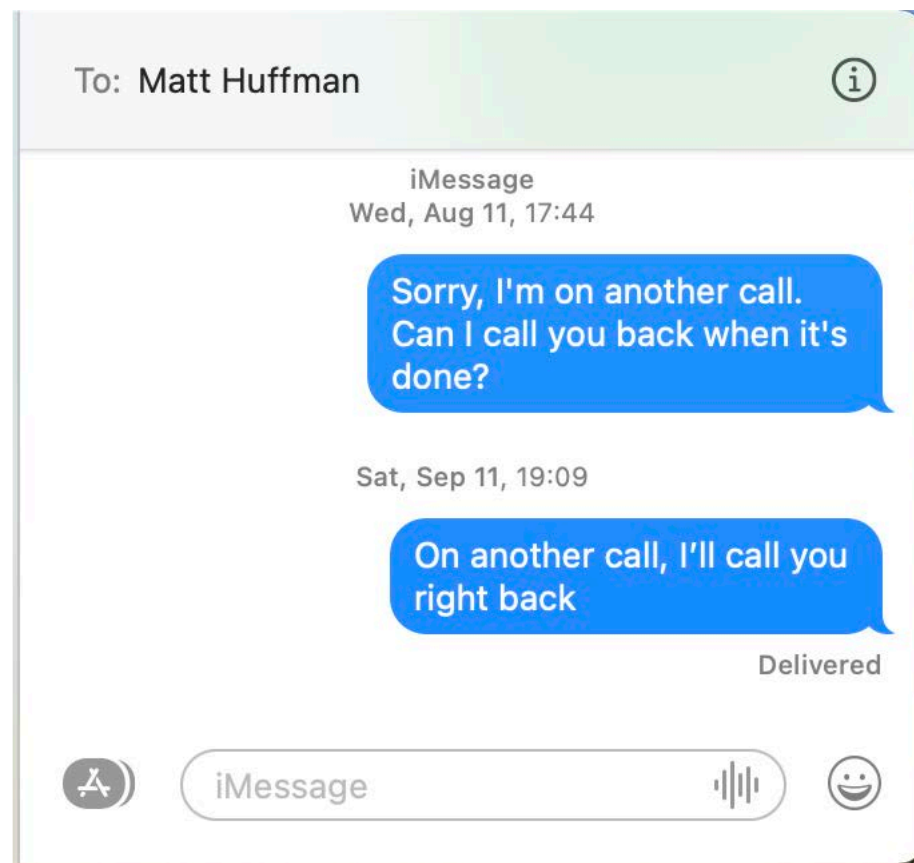 To: Matt Huffman
iMessage
Wed, Aug 11, 17:44
Sorry, I'm on another call.
Can I call you back when it's
done?
Sat, Sep 11, 19:09
On another call, I’ll call you
right back
Delivered
iMessage